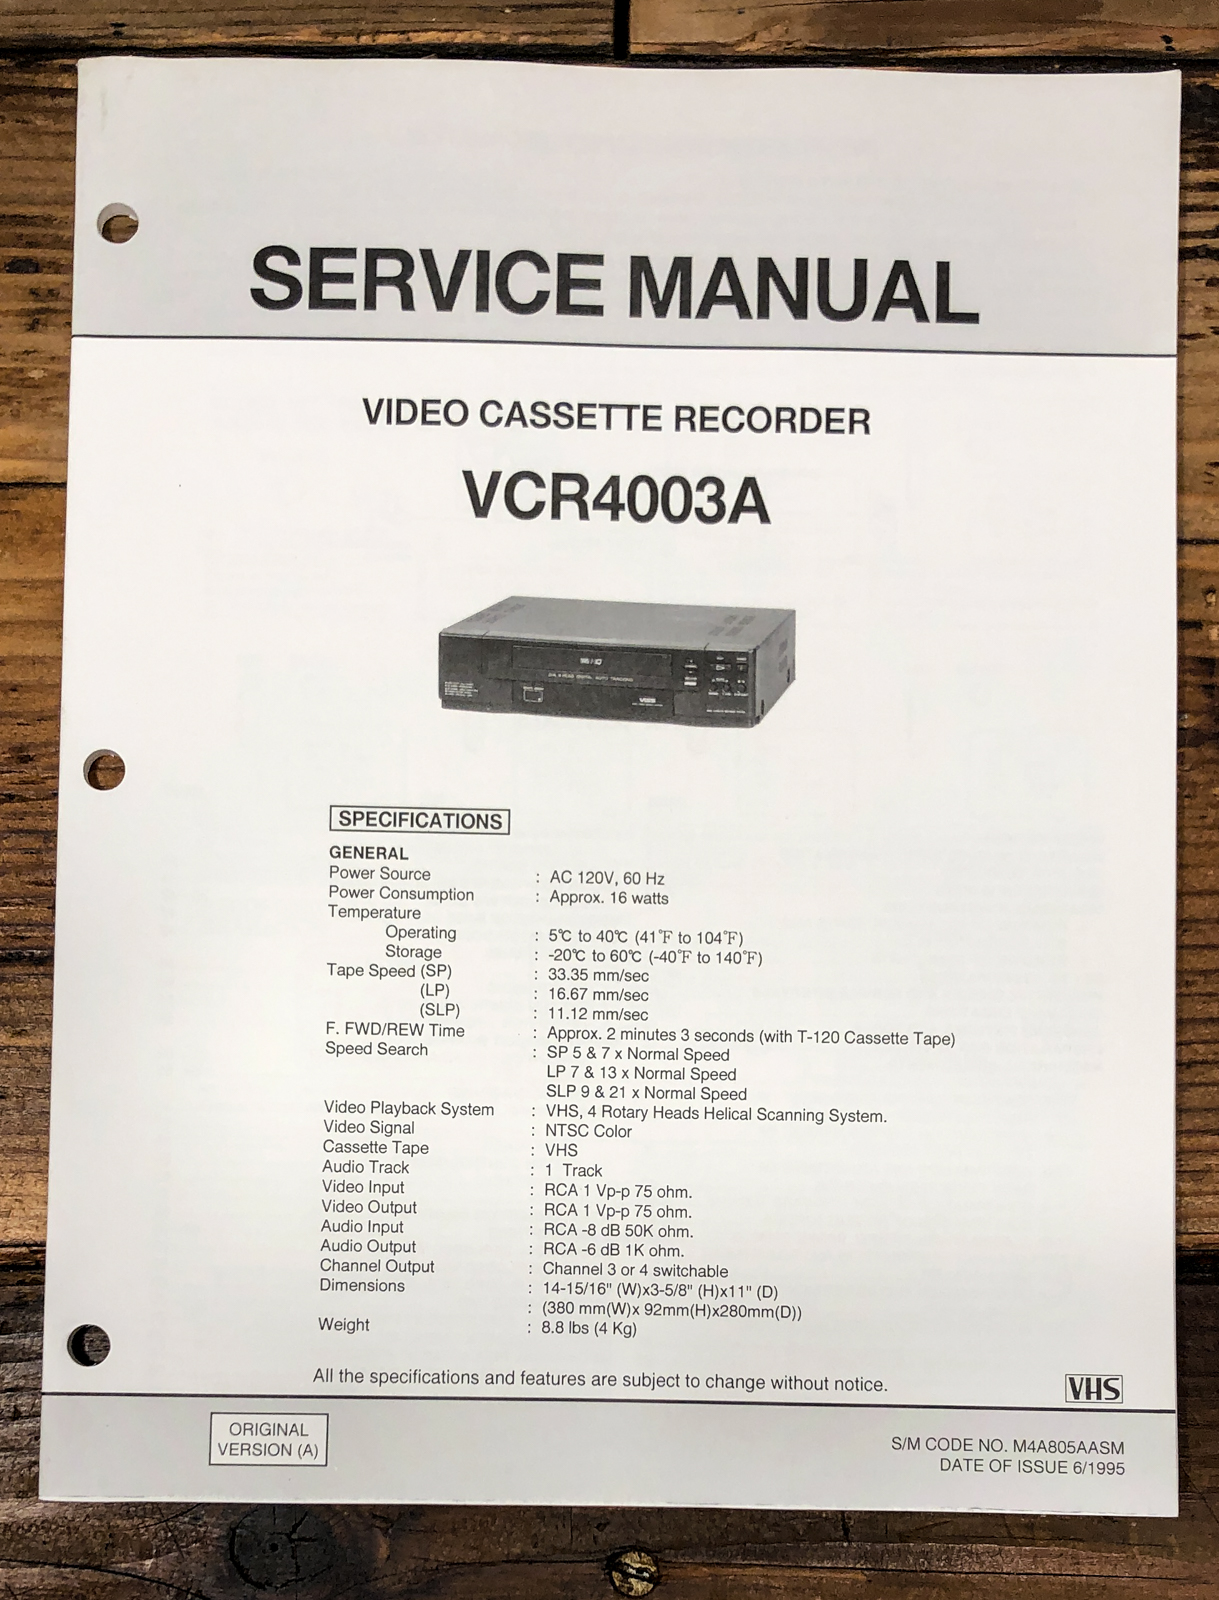 SERVICE MANUAL
VIDEO CASSETTE RECORDER
VCR4003A
SPECIFICATIONS
GENERAL
Power Source : AC 120V, 60 Hz
Power Consumption : Approx. 16 watts
Temperature
Operating : 5℃ to 40℃ (41°F to 104°F)
Storage : -20℃ to 60℃ (-40°F to 140°F)
Tape Speed (SP) : 33.35 mm/sec
(LP) : 16.67 mm/sec
(SLP) : 11.12 mm/sec
F. FWD/REW Time : Approx. 2 minutes 3 seconds (with T-120 Cassette Tape)
Speed Search : SP 5 & 7 x Normal Speed
LP 7 & 13 x Normal Speed
SLP 9 & 21 x Normal Speed
Video Playback System : VHS, 4 Rotary Heads Helical Scanning System.
Video Signal : NTSC Color
Cassette Tape : VHS
Audio Track : 1 Track
Video Input : RCA 1 Vp-p 75 ohm.
Video Output : RCA 1 Vp-p 75 ohm.
Audio Input : RCA -8 dB 50K ohm.
Audio Output : RCA -6 dB 1K ohm.
Channel Output : Channel 3 or 4 switchable
Dimensions : 14-15/16" (W)x3-5/8" (H)x11" (D)
: (380 mm(W)x 92mm(H)x280mm(D))
Weight : 8.8 lbs (4 Kg)
All the specifications and features are subject to change without notice.
VHS
ORIGINAL
VERSION (A)
S/M CODE NO. M4A805AASM
DATE OF ISSUE 6/1995